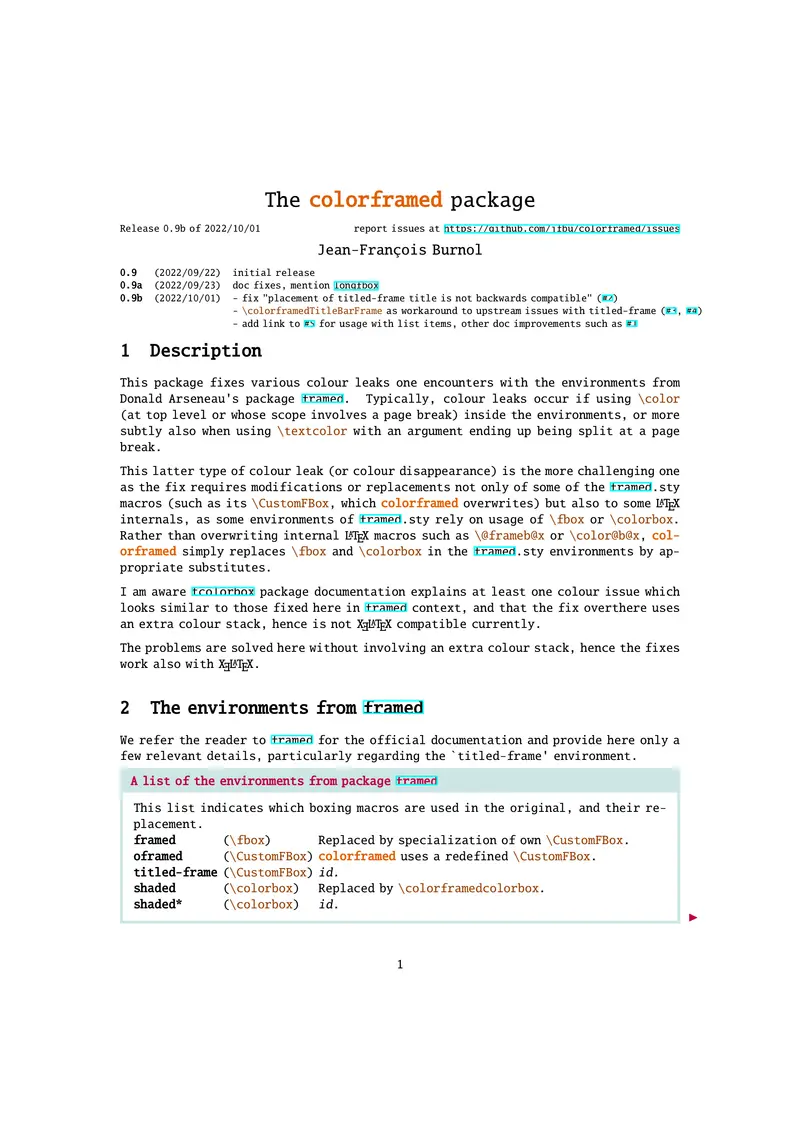 The colorframed package
Release 0.9b of 2022/10/01 report issues at https://github.com/jfbu/colorframed/issues
Jean-François Burnol
0.9 (2022/09/22) initial release
0.9a (2022/09/23) doc fixes, mention longfbox
0.9b (2022/10/01) - fix "placement of titled-frame title is not backwards compatible" (#2)
- \colorframedTitleBarFrame as workaround to upstream issues with titled-frame (#3, #4)
- add link to #5 for usage with list items, other doc improvements such as #1
1 Description
This package fixes various colour leaks one encounters with the environments from
Donald Arseneau's package framed. Typically, colour leaks occur if using \color
(at top level or whose scope involves a page break) inside the environments, or more
subtly also when using \textcolor with an argument ending up being split at a page
break.
This latter type of colour leak (or colour disappearance) is the more challenging one
as the fix requires modifications or replacements not only of some of the framed.sty
macros (such as its \CustomFBox, which colorframed overwrites) but also to some LATEX
internals, as some environments of framed.sty rely on usage of \fbox or \colorbox.
Rather than overwriting internal LATEX macros such as \@frameb@x or \color@b@x, col-
orframed simply replaces \fbox and \colorbox in the framed.sty environments by ap-
propriate substitutes.
I am aware tcolorbox package documentation explains at least one colour issue which
looks similar to those fixed here in framed context, and that the fix overthere uses
an extra colour stack, hence is not XƎLATEX compatible currently.
The problems are solved here without involving an extra colour stack, hence the fixes
work also with XƎLATEX.
2 The environments from framed
We refer the reader to framed for the official documentation and provide here only a
few relevant details, particularly regarding the `titled-frame' environment.
A list of the environments from package framed
This list indicates which boxing macros are used in the original, and their re-
placement.
framed (\fbox) Replaced by specialization of own \CustomFBox.
oframed (\CustomFBox) colorframed uses a redefined \CustomFBox.
titled-frame (\CustomFBox) id.
shaded (\colorbox) Replaced by \colorframedcolorbox.
shaded* (\colorbox) id.
1